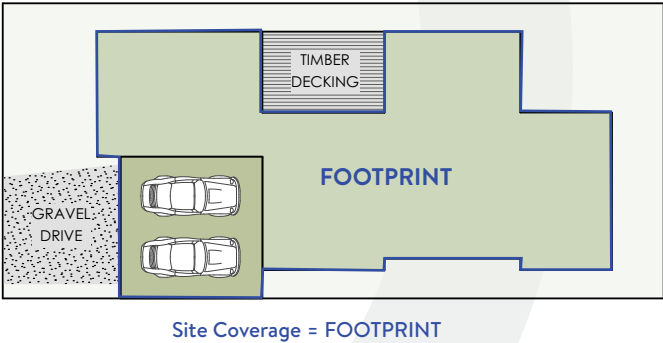 TIMBER
DECKING
FOOTPRINT
GRAVEL
DRIVE
Site Coverage = FOOTPRINT